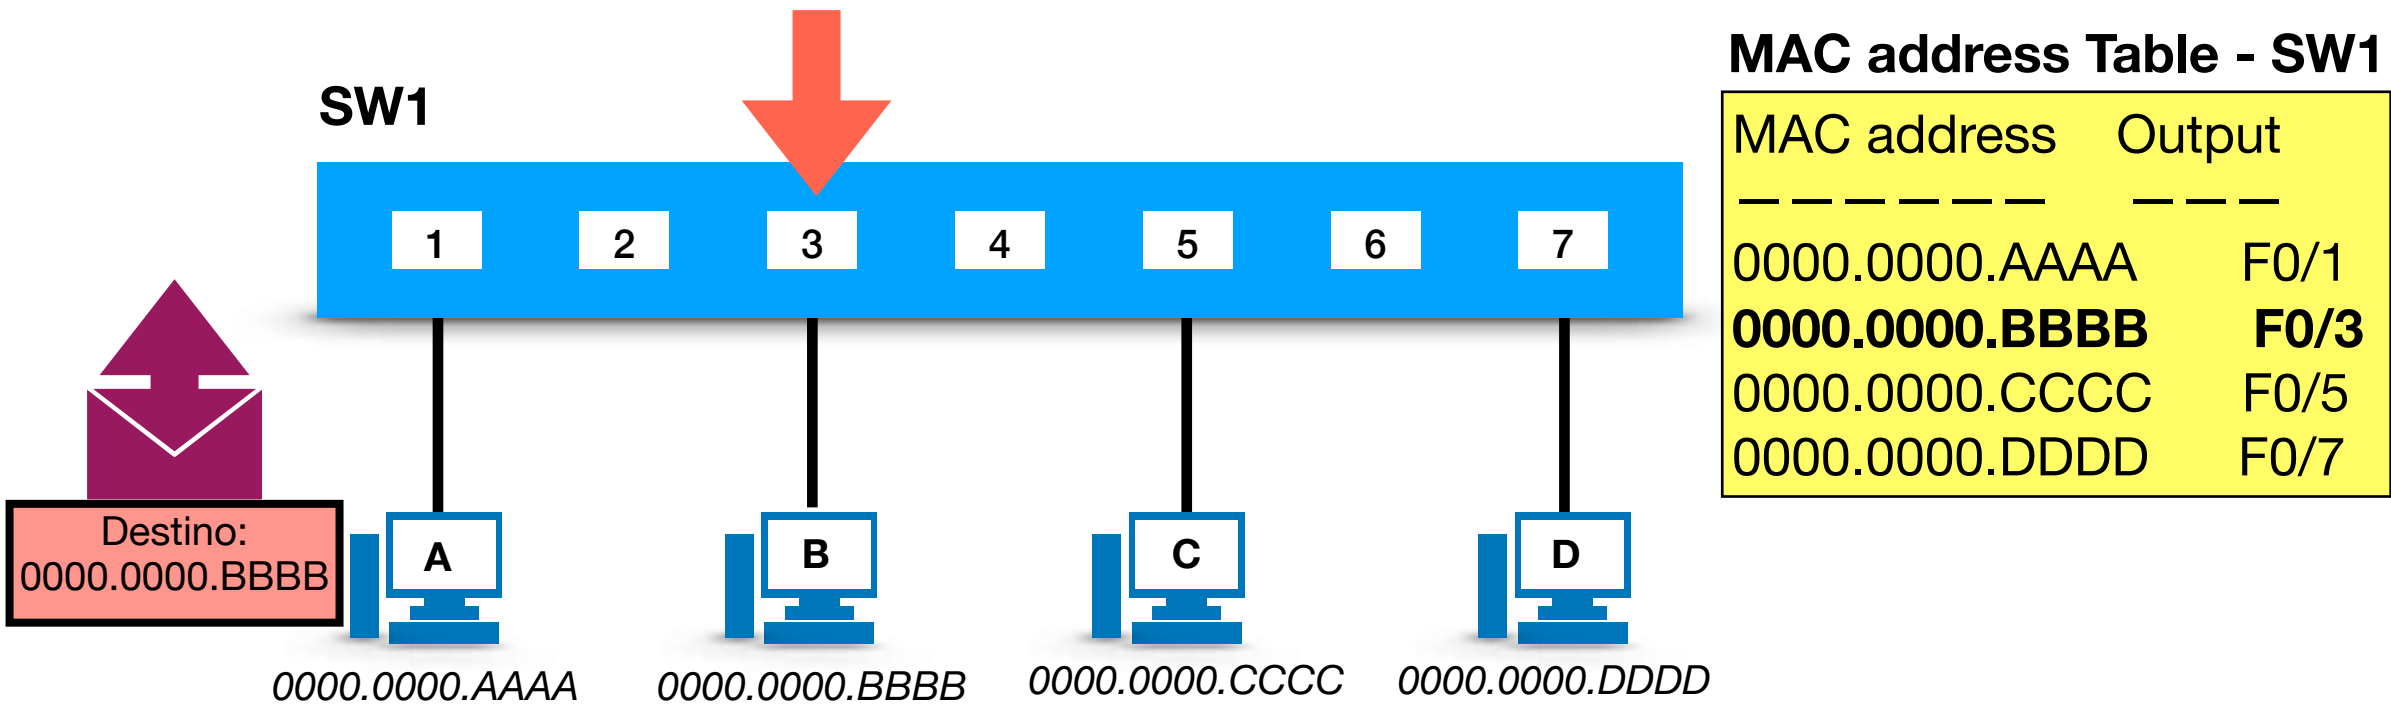 SW1
MAC address Table - SW1
MAC address Output
0000.0000.AAAA F0/1
0000.0000.BBBB F0/3
0000.0000.CCCC F0/5
0000.0000.DDDD F0/7
1 2 3 4 5 6 7
Destino:
0000.0000.BBBB
A B C D
0000.0000.AAAA 0000.0000.BBBB 0000.0000.CCCC 0000.0000.DDDD